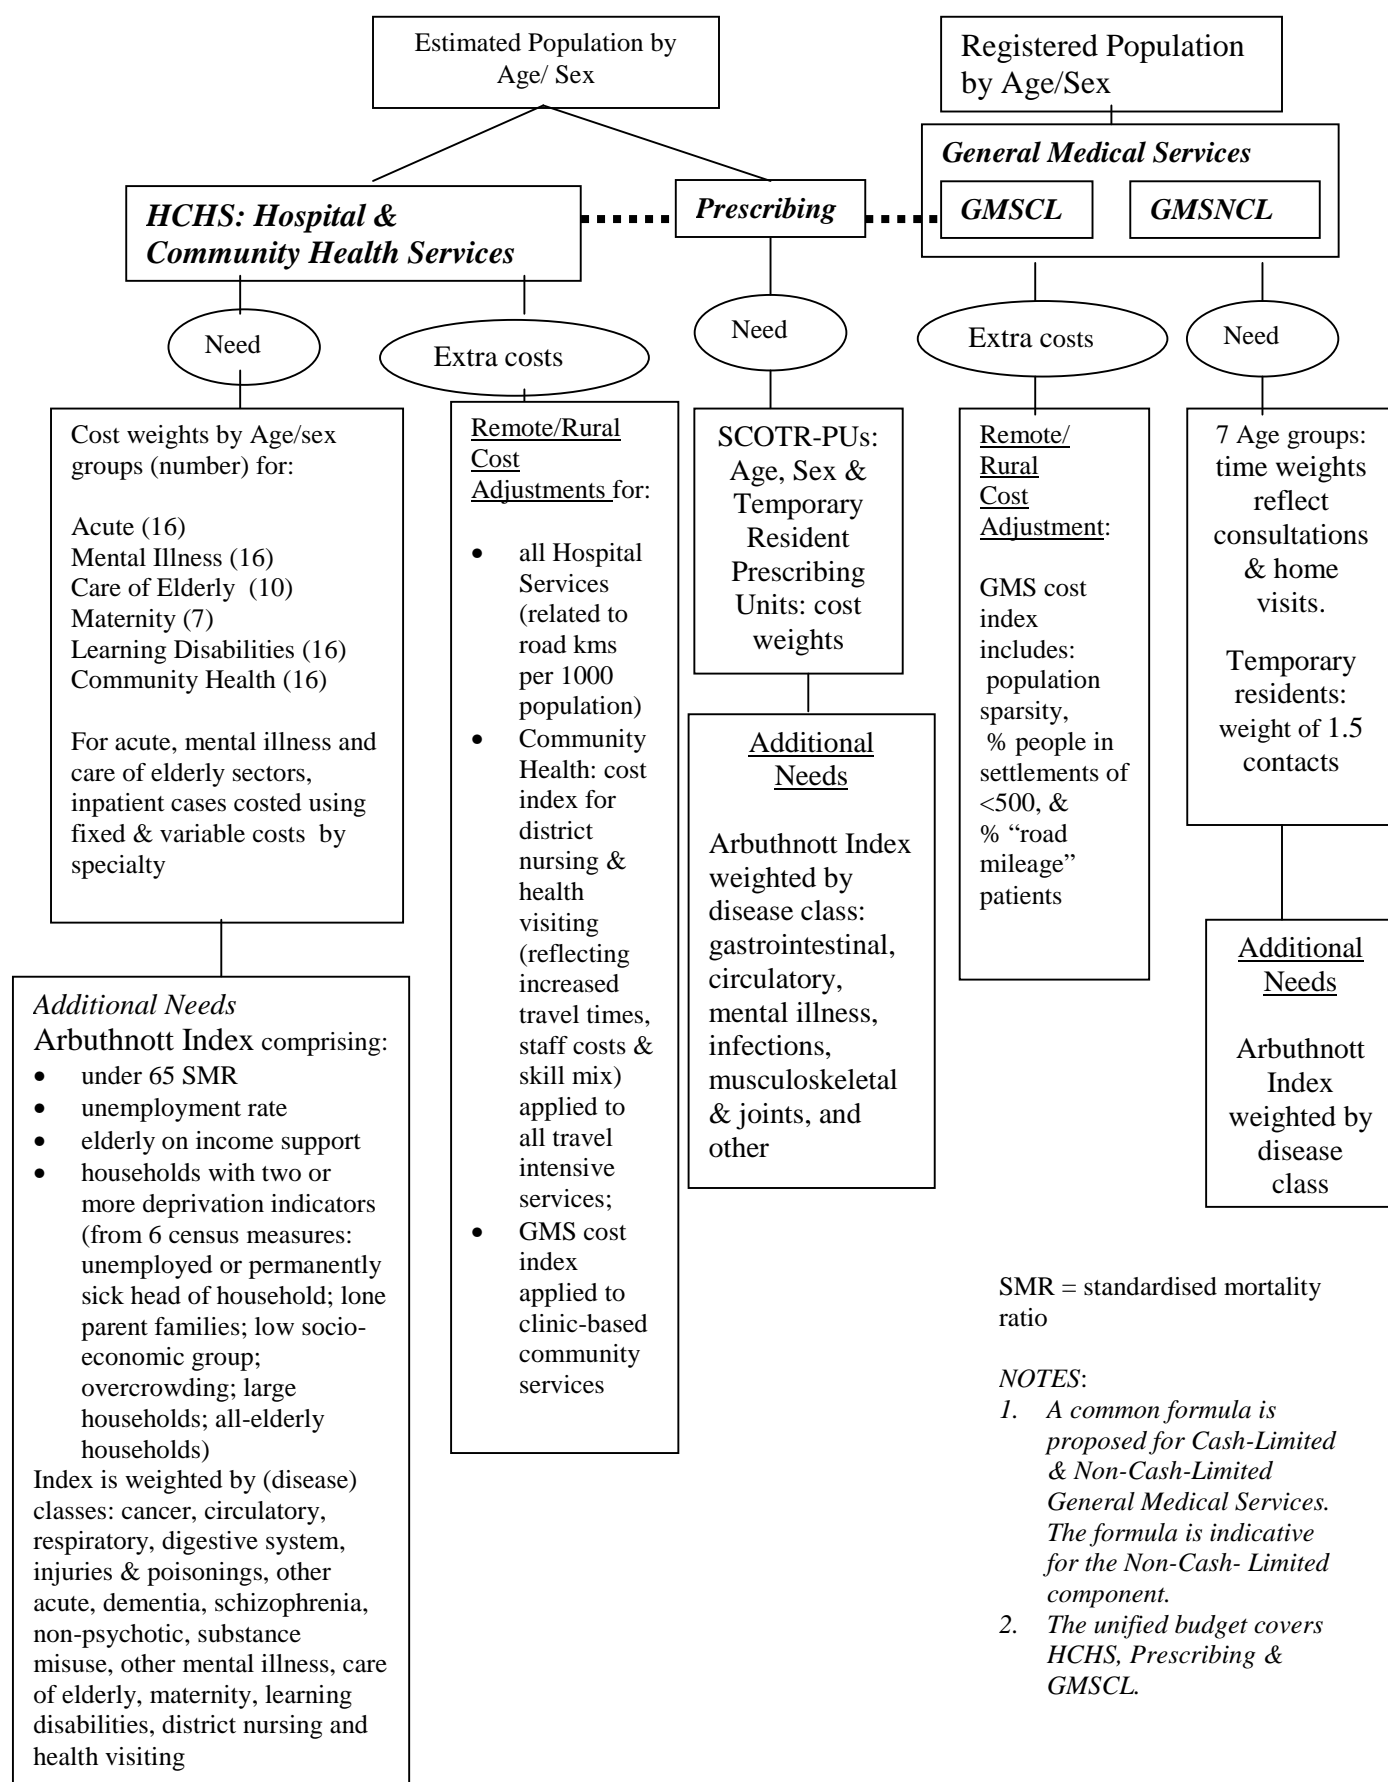 Estimated Population by
Age/ Sex
Registered Population
by Age/Sex
HCHS: Hospital &
Community Health Services
Prescribing
General Medical Services
GMSCL
GMSNCL
Need
Extra costs
Need
Extra costs
Need
Cost weights by Age/sex
groups (number) for:
Acute (16)
Mental Illness (16)
Care of Elderly  (10)
Maternity (7)
Learning Disabilities (16)
Community Health (16)
For acute, mental illness and
care of elderly sectors,
inpatient cases costed using
fixed & variable costs  by
specialty
Additional Needs
Arbuthnott Index comprising:
• under 65 SMR
• unemployment rate
• elderly on income support
• households with two or
more deprivation indicators
(from 6 census measures:
unemployed or permanently
sick head of household; lone
parent families; low socio-
economic group;
overcrowding; large
households; all-elderly
households)
Index is weighted by (disease)
classes: cancer, circulatory,
respiratory, digestive system,
injuries & poisonings, other
acute, dementia, schizophrenia,
non-psychotic, substance
misuse, other mental illness, care
of elderly, maternity, learning
disabilities, district nursing and
health visiting
Remote/Rural
Cost
Adjustments for:
• all Hospital
Services
(related to
road kms
per 1000
population)
• Community
Health: cost
index for
district
nursing &
health
visiting
(reflecting
increased
travel times,
staff costs &
skill mix)
applied to
all travel
intensive
services;
• GMS cost
index
applied to
clinic-based
community
services
SCOTR-PUs:
Age, Sex &
Temporary
Resident
Prescribing
Units: cost
weights
Additional
Needs
Arbuthnott Index
weighted by
disease class:
gastrointestinal,
circulatory,
mental illness,
infections,
musculoskeletal
& joints, and
other
Remote/
Rural
Cost
Adjustment:
GMS cost
index
includes:
population
sparsity,
% people in
settlements of
<500, &
% “road
mileage”
patients
7 Age groups:
time weights
reflect
consultations
& home
visits.
Temporary
residents:
weight of 1.5
contacts
Additional
Needs
Arbuthnott
Index
weighted by
disease
class
SMR = standardised mortality
ratio
NOTES:
1. A common formula is
proposed for Cash-Limited
& Non-Cash-Limited
General Medical Services.
The formula is indicative
for the Non-Cash- Limited
component.
2. The unified budget covers
HCHS, Prescribing &
GMSCL.